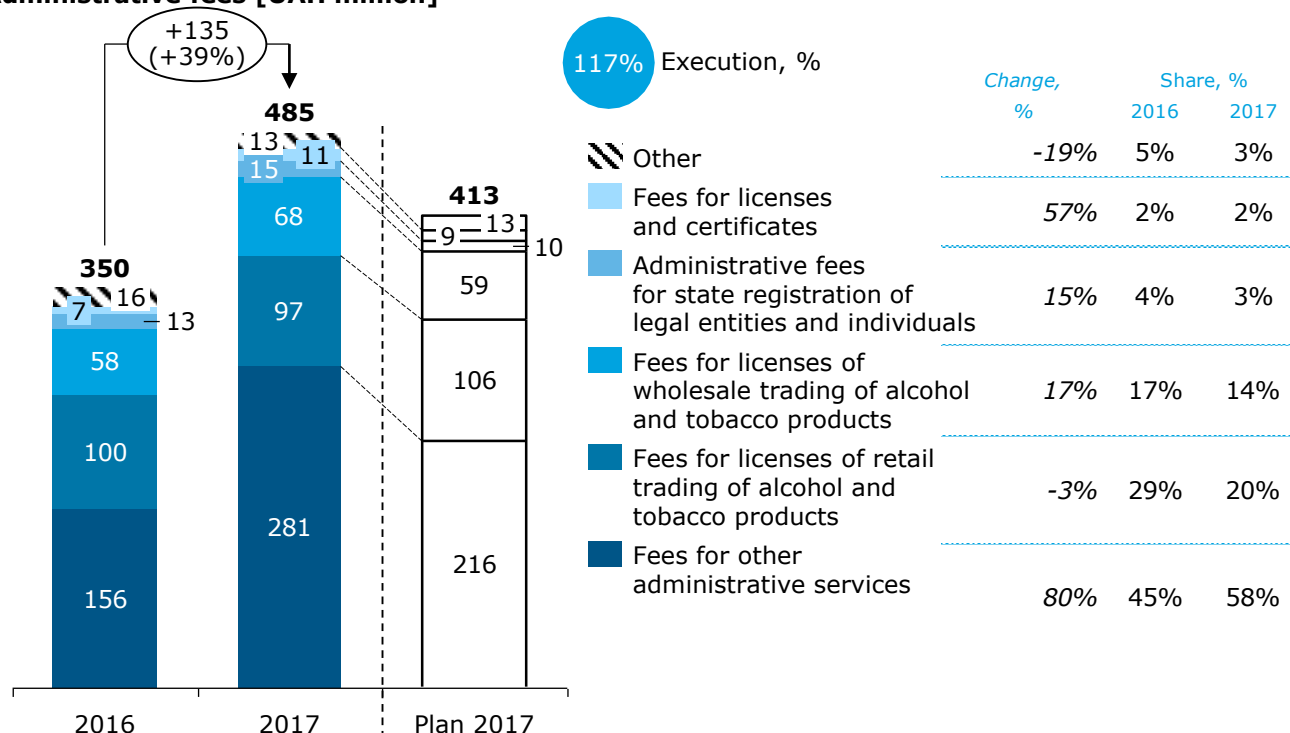 Administrative fees [UAH million]
+135
(+39%)
117% Execution, %
Change,
%
Share, %
2016 2017
485
13
11
15
68
97
281
350
16
7
13
58
100
156
413
13
9
10
59
106
216
Other
-19% 5% 3%
Fees for licenses
and certificates
57% 2% 2%
Administrative fees
for state registration of
legal entities and individuals
15% 4% 3%
Fees for licenses of
wholesale trading of alcohol
and tobacco products
17% 17% 14%
Fees for licenses of retail
trading of alcohol and
tobacco products
-3% 29% 20%
Fees for other
administrative services
80% 45% 58%
2016 2017 Plan 2017